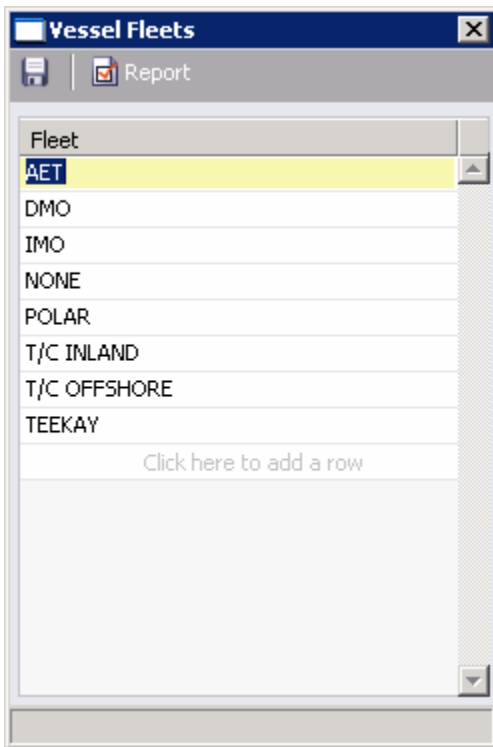 Vessel Fleets
Report
Fleet
AET
DMO
IMO
NONE
POLAR
T/C INLAND
T/C OFFSHORE
TEEKAY
Click here to add a row